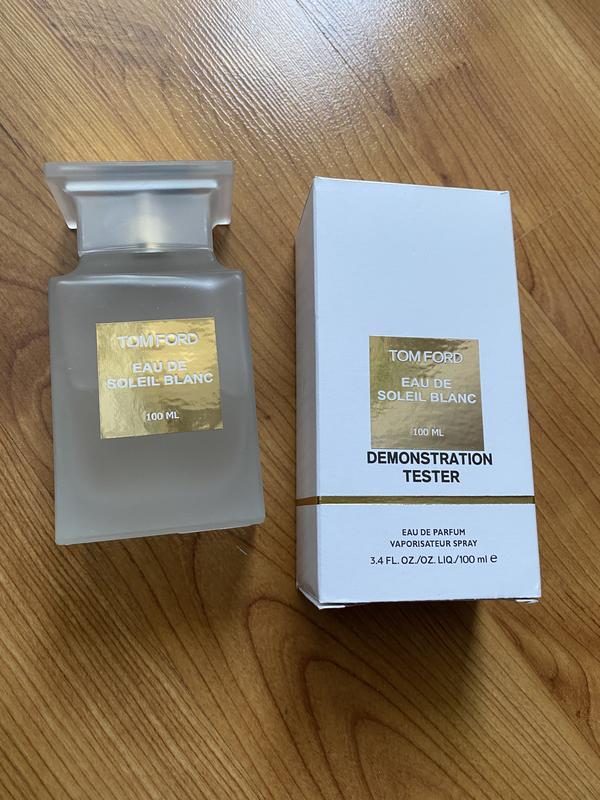 TOM FORD
EAU DE
SOLEIL BLANC
100 ML
TOM FORD
EAU DE
SOLEIL BLANC
100 ML
DEMONSTRATION
TESTER
EAU DE PARFUM
VAPORISATEUR SPRAY
3.4 FL. OZ./OZ. LIQ./100 ml e